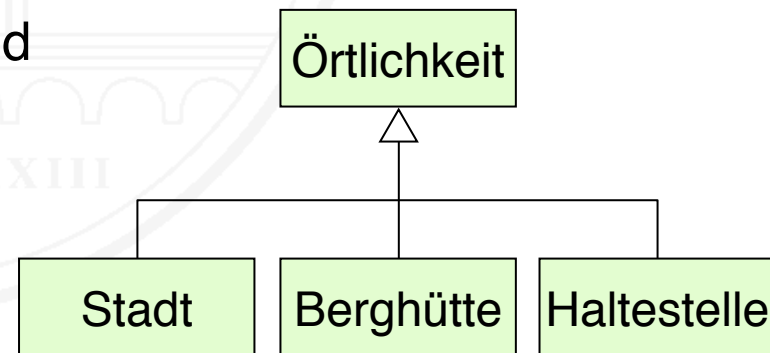 d
Örtlichkeit
XIII
Stadt
Berghütte
Haltestelle